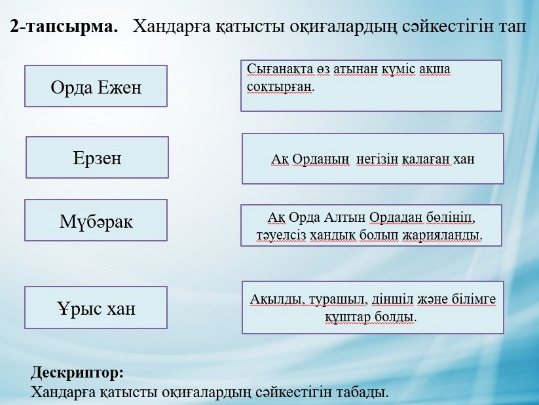 2-тапсырма. Хандарға қатысты оқиғалардың сәйкестігін тап
Орда Ежен
Сығанақта өз атынан күміс ақша
соқтырған.
Ерзен
Ақ Орданың негізін қалаған хан
Мүбәрак
Ақ Орда Алтын Ордадан бөлініп,
тәуелсіз хандық болып жарияланды.
Ұрыс хан
Ақылды, турашыл, діншіл және білімге
құштар болды.
Дескриптор:
Хандарға қатысты оқиғалардың сәйкестігін табады.